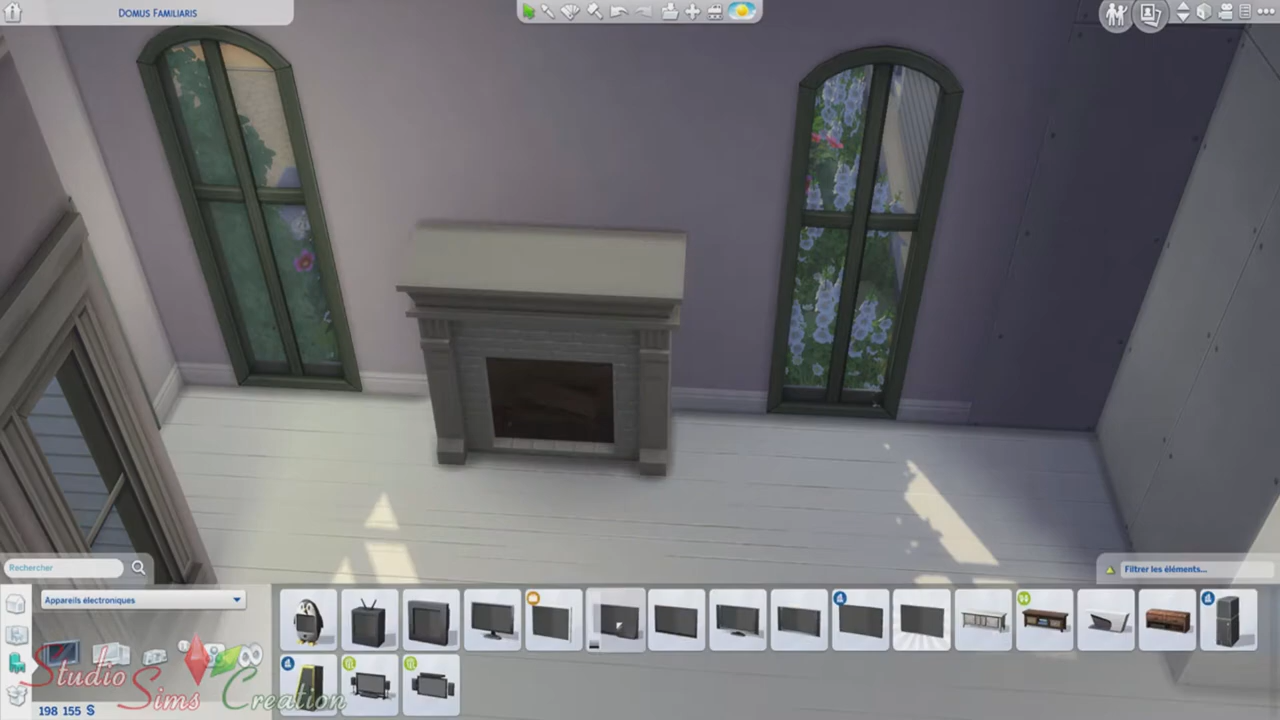 Domus Familiaris
Rechercher
Filtrer les éléments...
Appareils électroniques
Studio
Sims
Creation
198 155 $